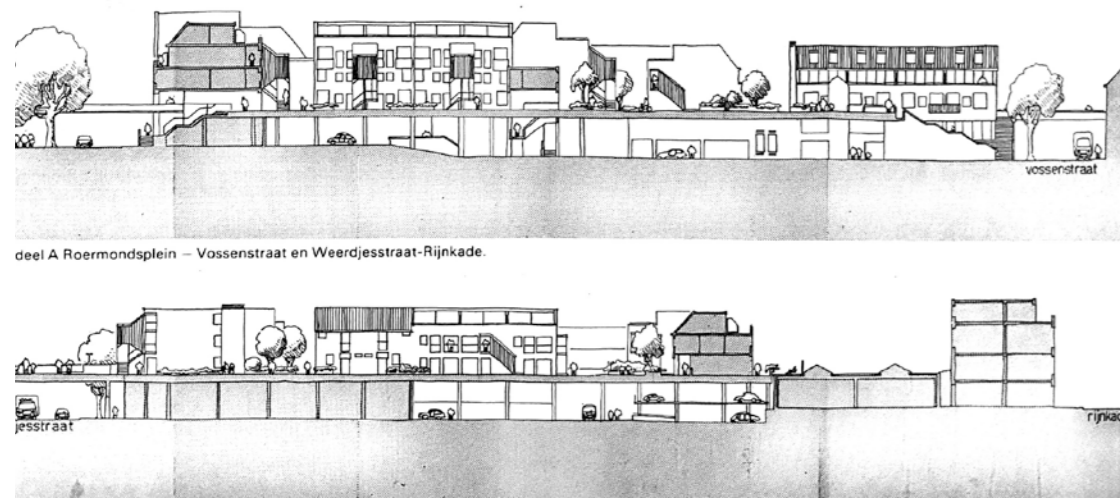 vossenstraat
deel A Roermondsplein – Vossenstraat en Weerdjesstraat-Rijnkade.
jesstraat
rijnkad